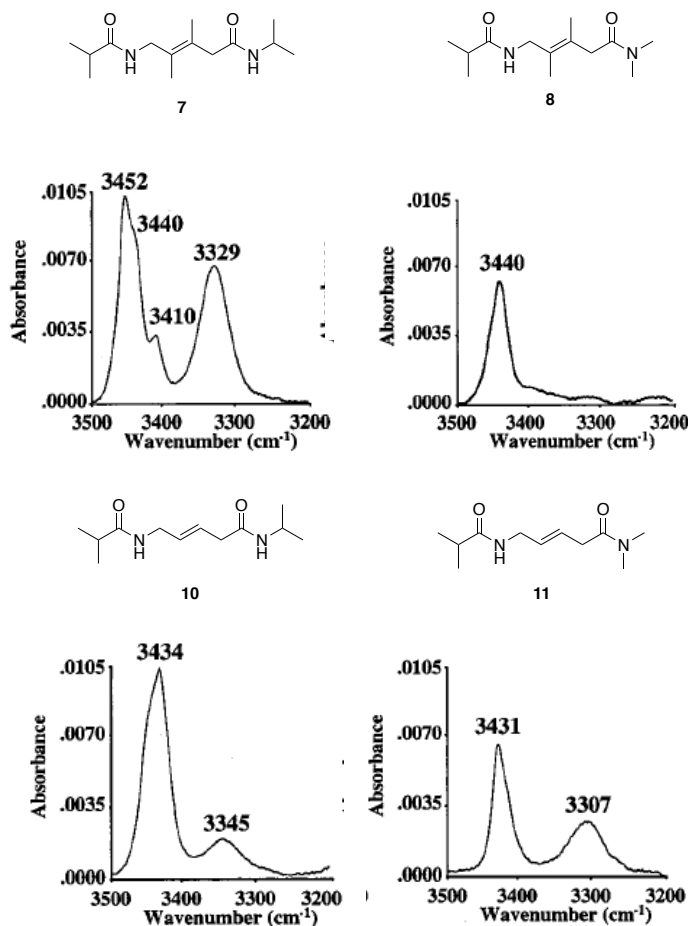 O
O
N
H
N
H
7
O
O
N
H
N
8
3452
3440
3329
3410
.0105
.0070
.0035
.0000
Absorbance
3500
3400
3300
3200
Wavenumber (cm-1)
3440
.0105
.0070
.0035
.0000
Absorbance
3500
3400
3300
3200
Wavenumber (cm-1)
O
O
N
H
N
H
10
O
O
N
H
N
11
3434
3345
.0105
.0070
.0035
.0000
Absorbance
3500
3400
3300
3200
Wavenumber (cm-1)
3431
3307
.0105
.0070
.0035
.0000
Absorbance
3500
3400
3300
3200
Wavenumber (cm-1)